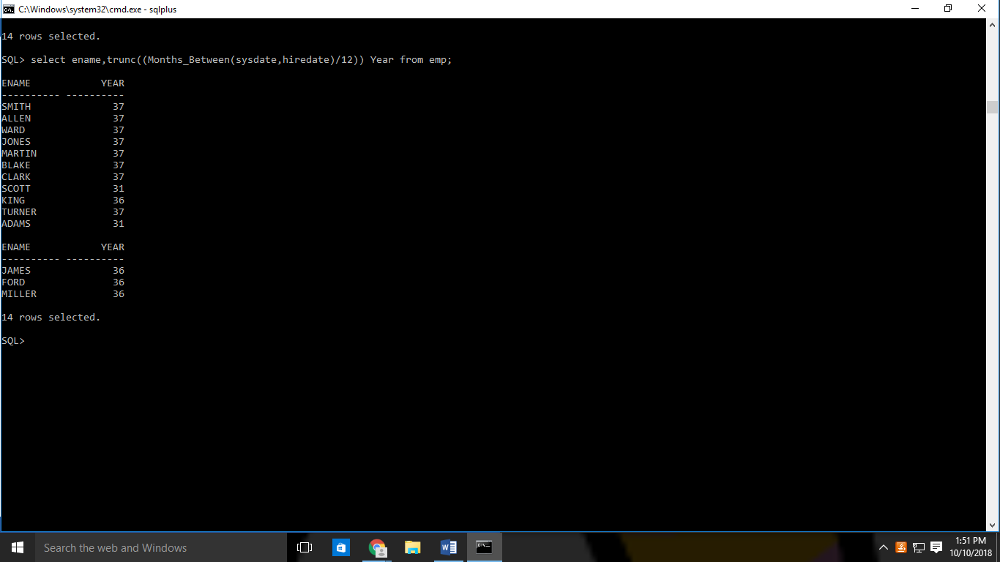 C:\Windows\system32\cmd.exe - sqlplus
14 rows selected.
SQL> select ename,trunc((Months_Between(sysdate,hiredate)/12)) Year from emp;
ENAME            YEAR
---------- ----------
SMITH              37
ALLEN              37
WARD               37
JONES              37
MARTIN             37
BLAKE              37
CLARK              37
SCOTT              31
KING               36
TURNER             37
ADAMS              31
ENAME            YEAR
---------- ----------
JAMES              36
FORD               36
MILLER             36
14 rows selected.
SQL>
Search the web and Windows
1:51 PM
10/10/2018